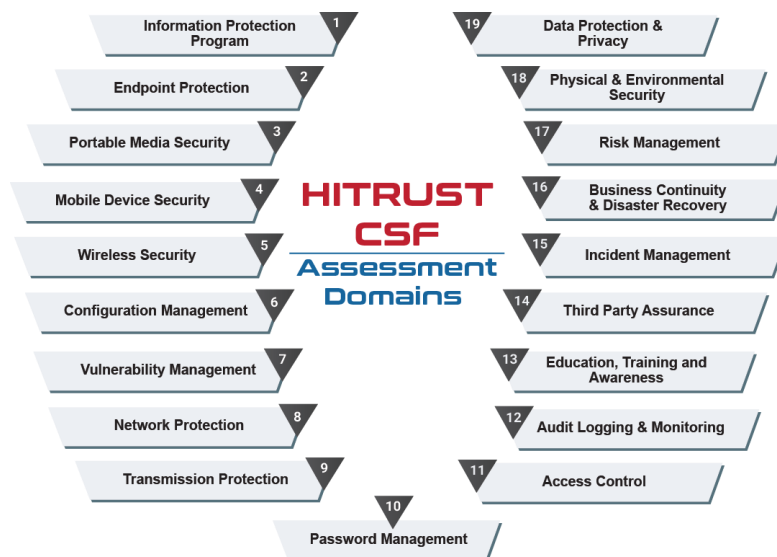 1
Information Protection
Program
2
Endpoint Protection
3
Portable Media Security
4
Mobile Device Security
5
Wireless Security
6
Configuration Management
7
Vulnerability Management
8
Network Protection
9
Transmission Protection
10
Password Management
HITRUST
CSF
Assessment
Domains
19
Data Protection &
Privacy
18
Physical & Environmental
Security
17
Risk Management
16
Business Continuity
& Disaster Recovery
15
Incident Management
14
Third Party Assurance
13
Education, Training and
Awareness
12
Audit Logging & Monitoring
11
Access Control